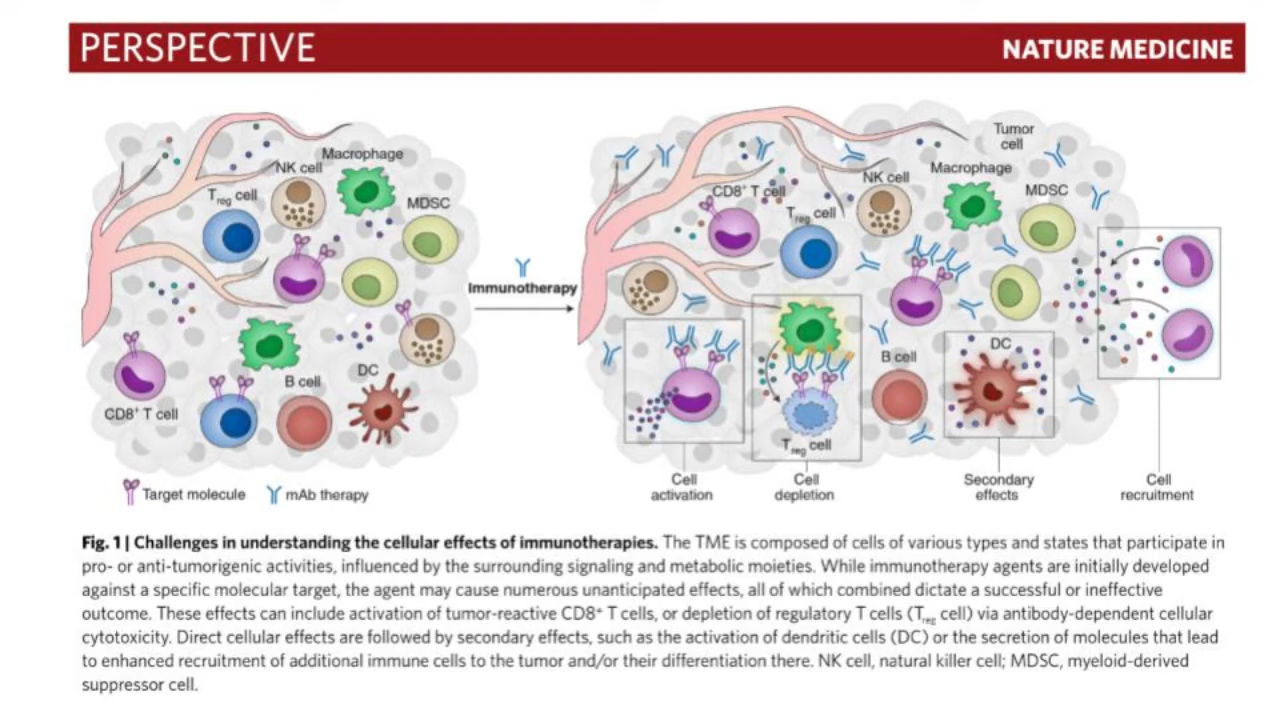 PERSPECTIVE
NATURE MEDICINE
Macrophage
NK cell
Treg cell
MDSC
CD8+ T cell
B cell
DC
Immunotherapy
Tumor
cell
Macrophage
NK cell
CD8+ T cell
MDSC
Treg cell
B cell
DC
Treg cell
Cell
activation
Cell
depletion
Secondary
effects
Cell
recruitment
Target molecule
mAb therapy
Fig. 1 | Challenges in understanding the cellular effects of immunotherapies. The TME is composed of cells of various types and states that participate in
pro- or anti-tumorigenic activities, influenced by the surrounding signaling and metabolic moieties. While immunotherapy agents are initially developed
against a specific molecular target, the agent may cause numerous unanticipated effects, all of which combined dictate a successful or ineffective
outcome. These effects can include activation of tumor-reactive CD8+ T cells, or depletion of regulatory T cells (Treg cell) via antibody-dependent cellular
cytotoxicity. Direct cellular effects are followed by secondary effects, such as the activation of dendritic cells (DC) or the secretion of molecules that lead
to enhanced recruitment of additional immune cells to the tumor and/or their differentiation there. NK cell, natural killer cell; MDSC, myeloid-derived
suppressor cell.